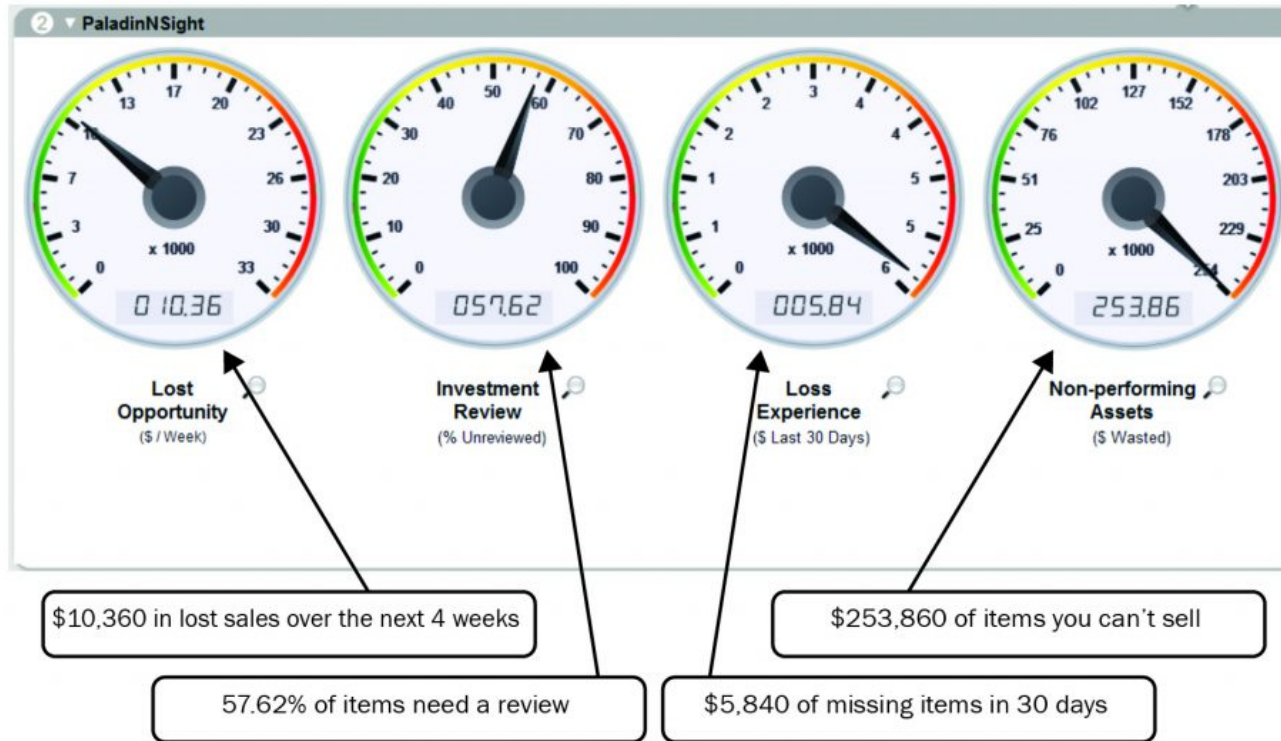 2 ▼ PaladinNSight
0 3 7 10 13 17 20 23 26 30 33
x 1000
010.36
Lost
Opportunity
($ / Week)
0 10 20 30 40 50 60 70 80 90 100
057.62
Investment
Review
(% Unreviewed)
0 1 1 2 2 3 4 4 5 5 6
x 1000
005.84
Loss
Experience
($ Last 30 Days)
0 25 51 76 102 127 152 178 203 229 254
x 1000
253.86
Non-performing
Assets
($ Wasted)
$10,360 in lost sales over the next 4 weeks
$253,860 of items you can't sell
57.62% of items need a review
$5,840 of missing items in 30 days